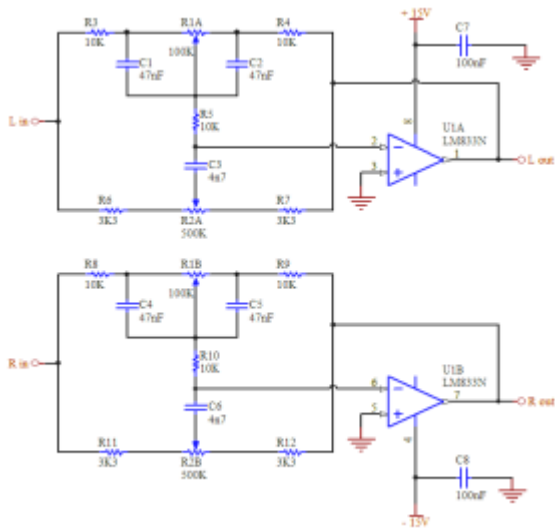 + 15V
R3
10K
R1A
100K
R4
10K
C1
47nF
C2
47nF
C7
100nF
R5
10K
L in
U1A
LM833N
2
3
8
1
L out
C3
4n7
R6
3K3
R2A
500K
R7
3K3
R8
10K
R1B
100K
R9
10K
C4
47nF
C5
47nF
R10
10K
R in
U1B
LM833N
6
5
7
4
R out
C6
4n7
R11
3K3
R2B
500K
R12
3K3
C8
100nF
- 15V